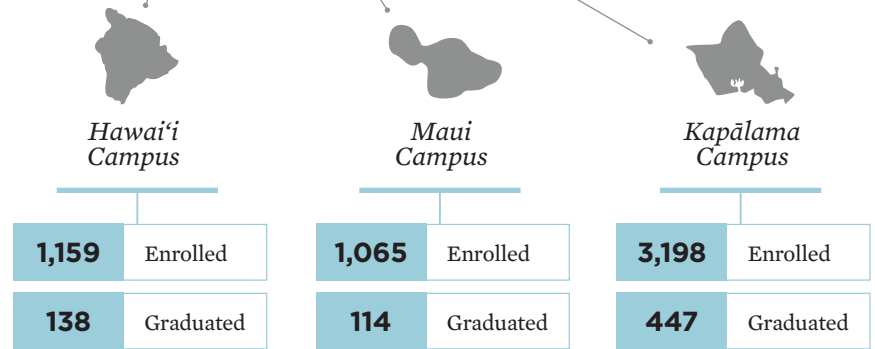 Hawai‘i
Campus
1,159 Enrolled
138 Graduated
Maui
Campus
1,065 Enrolled
114 Graduated
Kapālama
Campus
3,198 Enrolled
447 Graduated